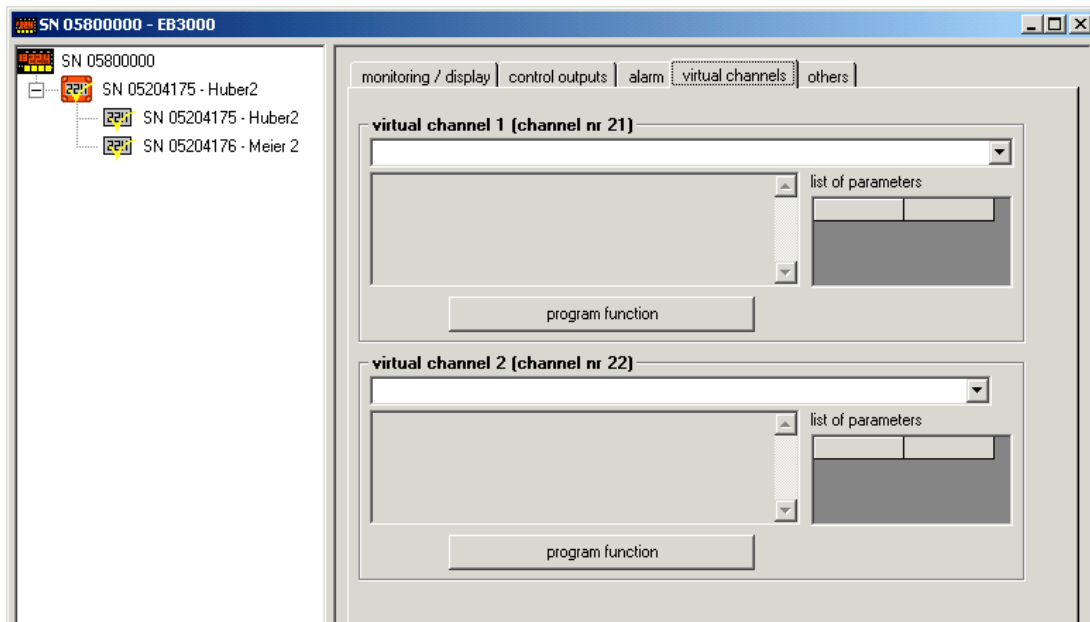 SN 05800000 - EB3000
SN 05800000
SN 05204175 - Huber2
SN 05204175 - Huber2
SN 05204176 - Meier 2
monitoring / display control outputs alarm virtual channels others
virtual channel 1 (channel nr 21)
list of parameters
program function
virtual channel 2 (channel nr 22)
list of parameters
program function